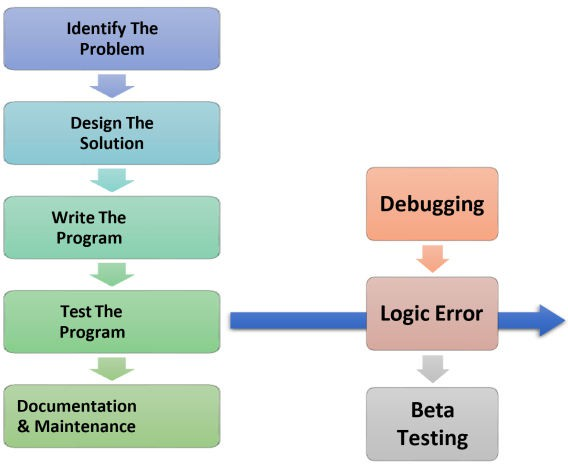 Identify The
Problem
Design The
Solution
Write The
Program
Test The
Program
Documentation
& Maintenance
Debugging
Logic Error
Beta
Testing